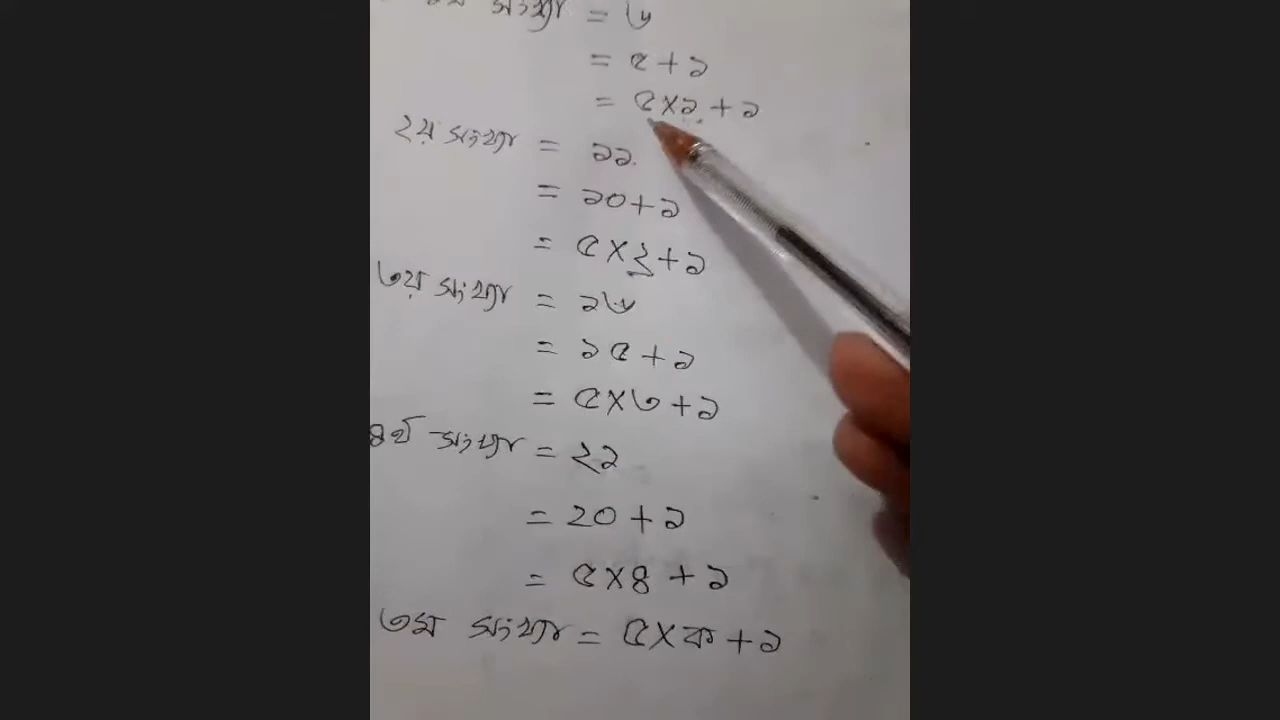 সংখ্যা = ৬
= ৫+১
= ৫×১+১
২য় সংখ্যা = ১১
= ১০+১
= ৫×২+১
৩য় সংখ্যা = ১৬
= ১৫+১
= ৫×৩+১
৪র্থ সংখ্যা = ২১
= ২০+১
= ৫×৪+১
তম সংখ্যা = ৫×ক+১